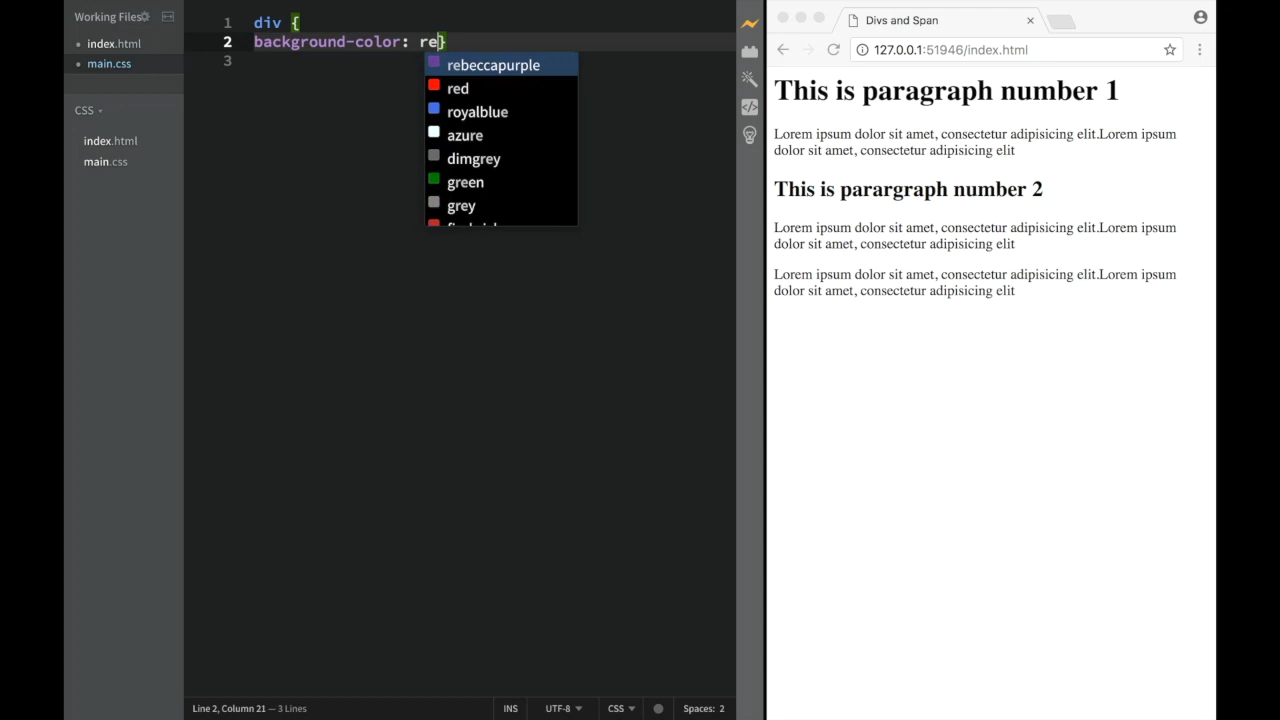 Working Files
index.html
main.css
CSS
index.html
main.css
1 div {
2 background-color: re}
3
rebeccapurple
red
royalblue
azure
dimgrey
green
grey
Line 2, Column 21 — 3 Lines
INS
UTF-8
CSS
Spaces: 2
Divs and Span
127.0.0.1:51946/index.html
This is paragraph number 1
Lorem ipsum dolor sit amet, consectetur adipisicing elit.Lorem ipsum
dolor sit amet, consectetur adipisicing elit
This is parargraph number 2
Lorem ipsum dolor sit amet, consectetur adipisicing elit.Lorem ipsum
dolor sit amet, consectetur adipisicing elit
Lorem ipsum dolor sit amet, consectetur adipisicing elit.Lorem ipsum
dolor sit amet, consectetur adipisicing elit